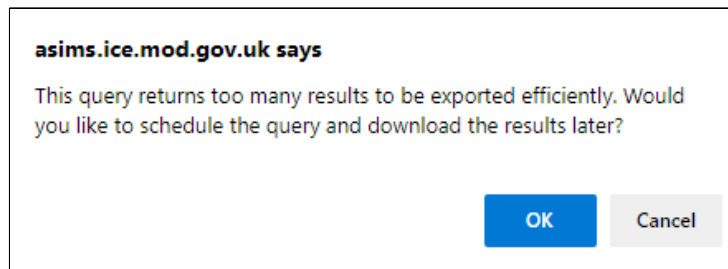 asims.ice.mod.gov.uk says
This query returns too many results to be exported efficiently. Would
you like to schedule the query and download the results later?
OK
Cancel